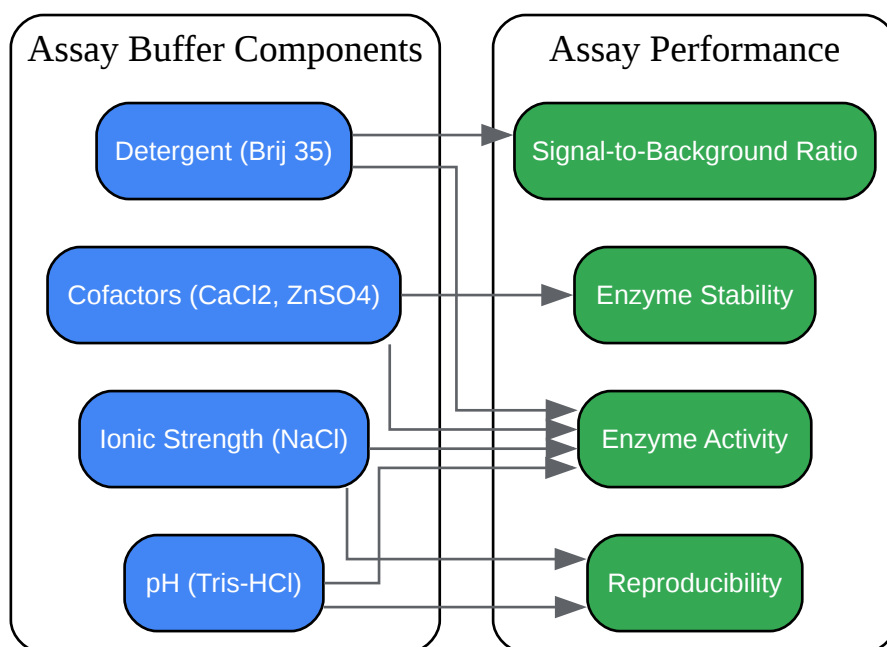 Assay Buffer Components
Detergent (Brij 35)
Cofactors (CaCl2, ZnSO4)
Ionic Strength (NaCl)
pH (Tris-HCl)
Assay Performance
Signal-to-Background Ratio
Enzyme Stability
Enzyme Activity
Reproducibility